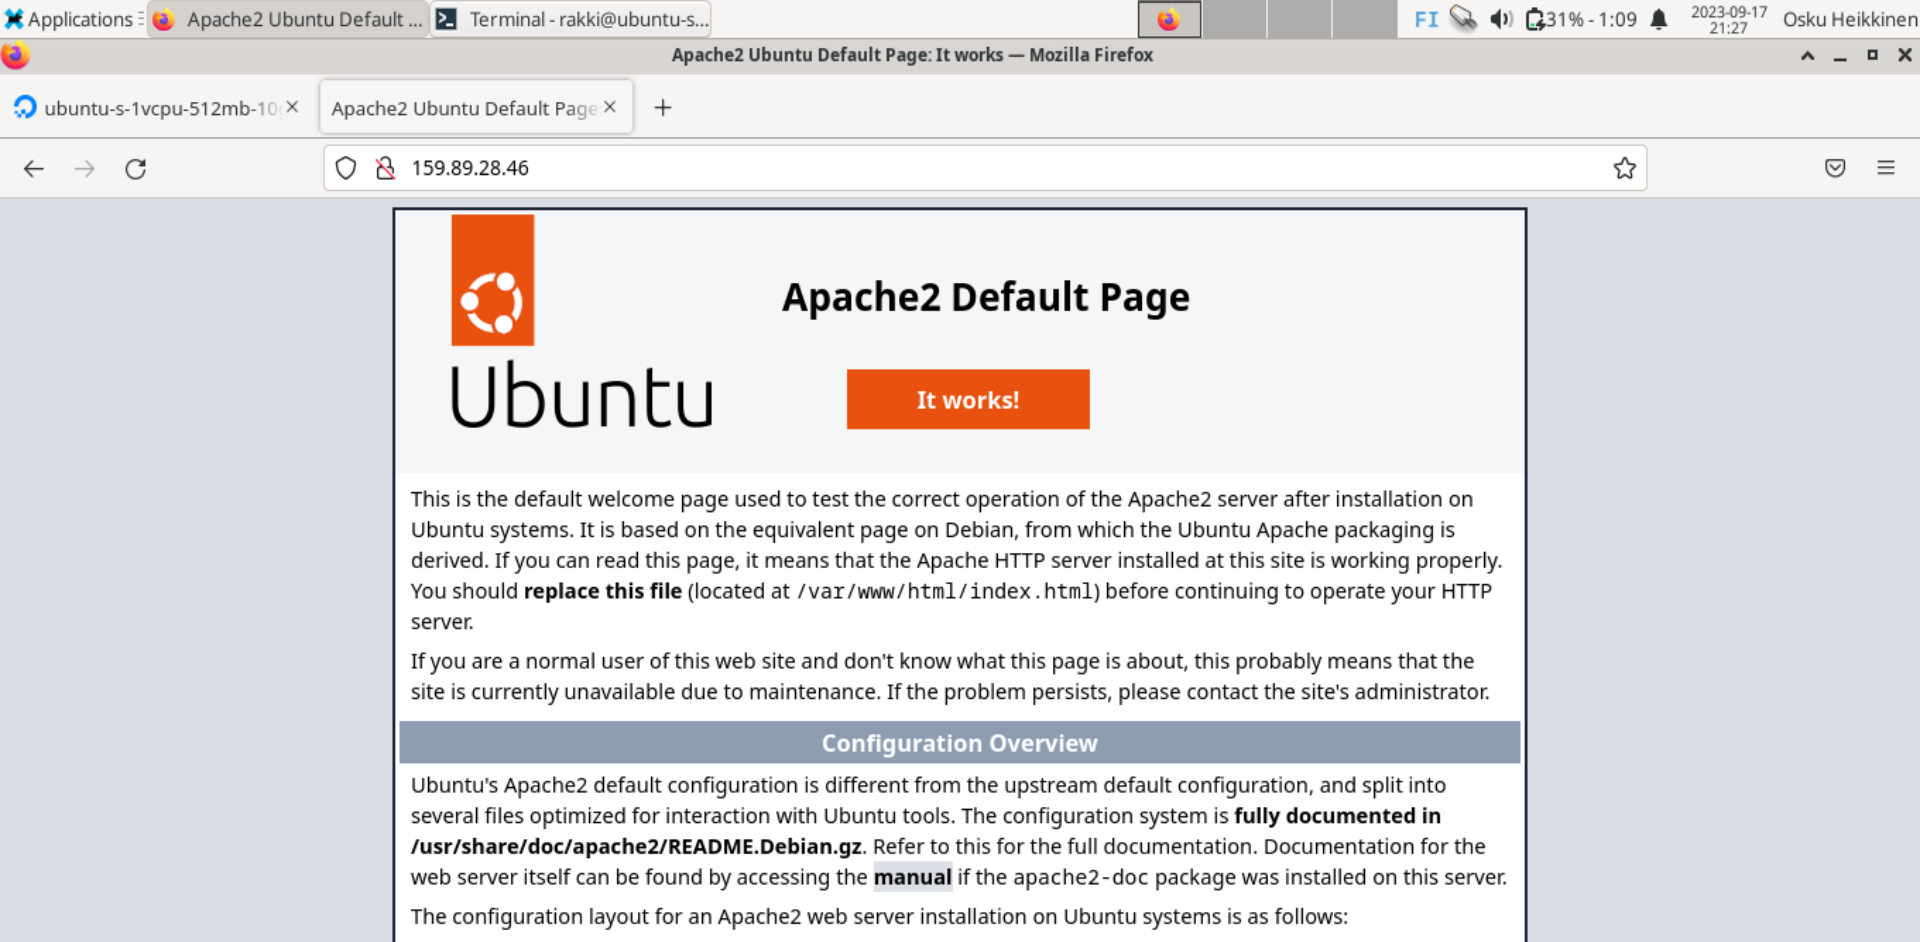 Applications
Apache2 Ubuntu Default ...
Terminal - rakki@ubuntu-s...
FI
31% - 1:09
2023-09-17
21:27
Osku Heikkinen
Apache2 Ubuntu Default Page: It works — Mozilla Firefox
ubuntu-s-1vcpu-512mb-10
Apache2 Ubuntu Default Page
159.89.28.46
Apache2 Default Page
Ubuntu
It works!
This is the default welcome page used to test the correct operation of the Apache2 server after installation on
Ubuntu systems. It is based on the equivalent page on Debian, from which the Ubuntu Apache packaging is
derived. If you can read this page, it means that the Apache HTTP server installed at this site is working properly.
You should replace this file (located at /var/www/html/index.html) before continuing to operate your HTTP
server.
If you are a normal user of this web site and don't know what this page is about, this probably means that the
site is currently unavailable due to maintenance. If the problem persists, please contact the site's administrator.
Configuration Overview
Ubuntu's Apache2 default configuration is different from the upstream default configuration, and split into
several files optimized for interaction with Ubuntu tools. The configuration system is fully documented in
/usr/share/doc/apache2/README.Debian.gz. Refer to this for the full documentation. Documentation for the
web server itself can be found by accessing the manual if the apache2-doc package was installed on this server.
The configuration layout for an Apache2 web server installation on Ubuntu systems is as follows: